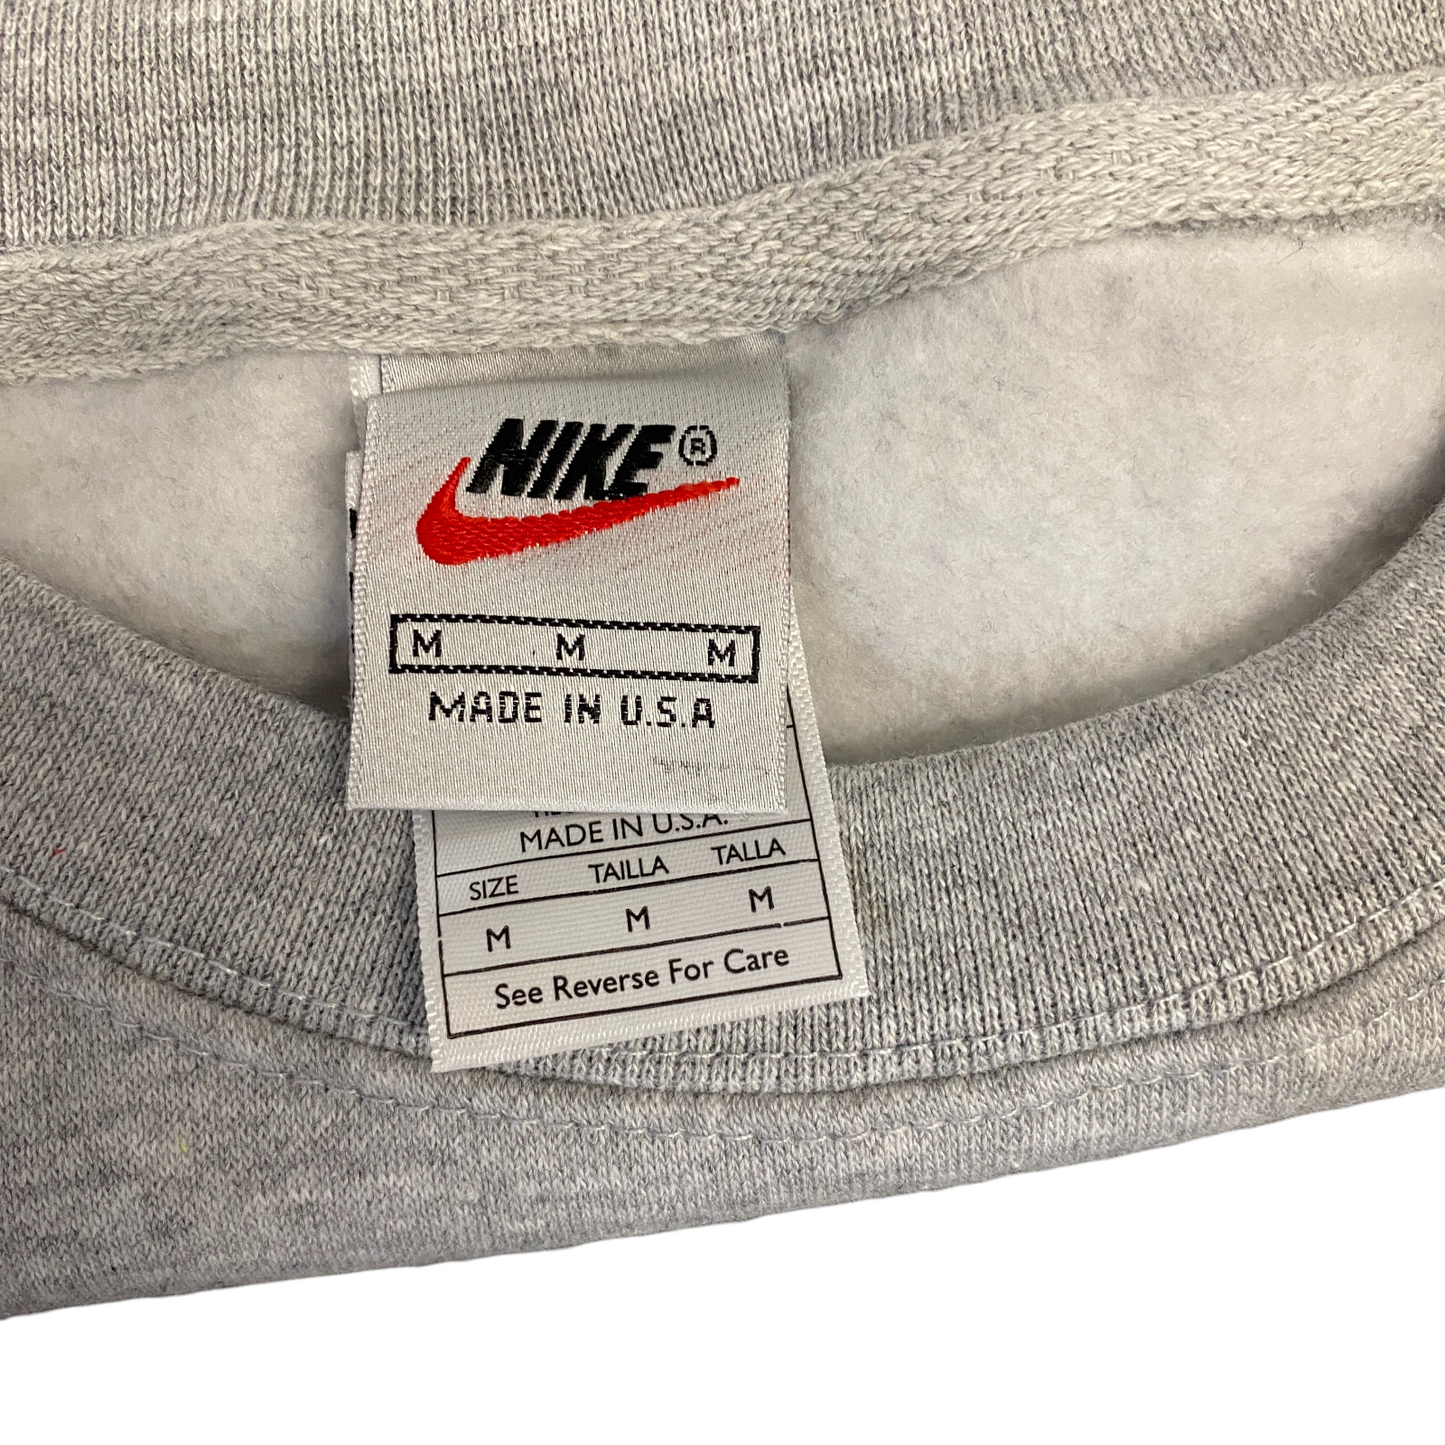 NIKE®
M M M
MADE IN U.S.A
MADE IN U.S.A.
SIZE TAILLA TALLA
M M M
See Reverse For Care